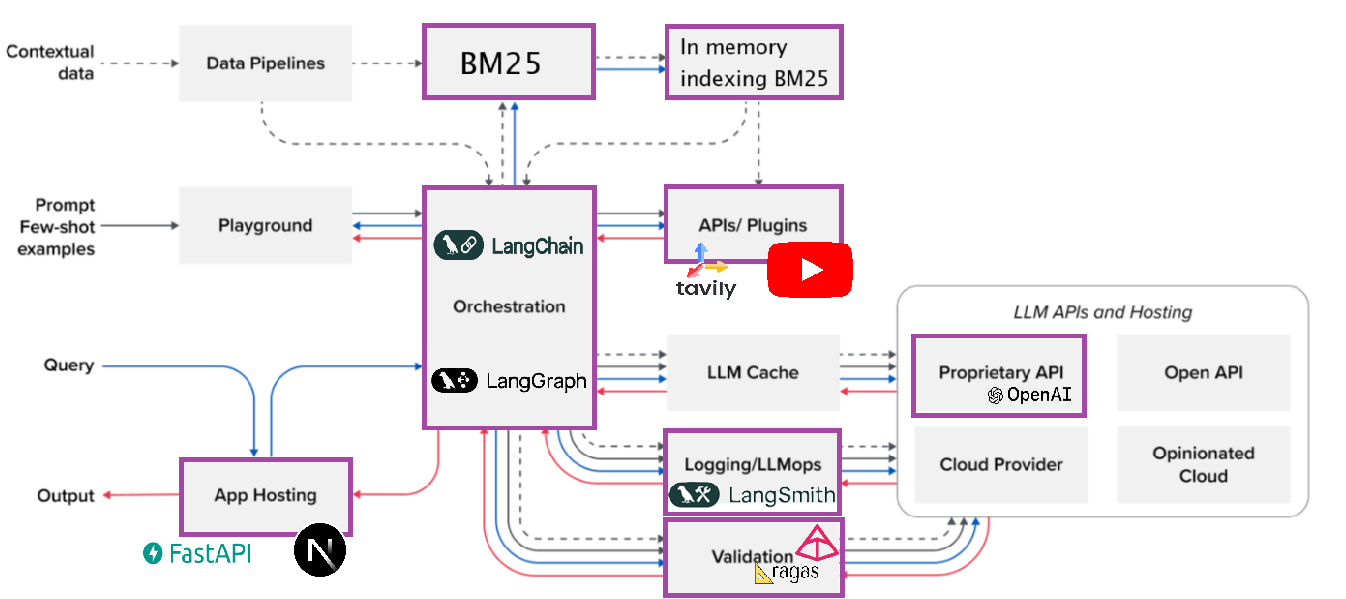 Contextual
data
Data Pipelines
BM25
In memory
indexing BM25
Prompt
Few-shot
examples
Playground
LangChain
Orchestration
LangGraph
APIs/ Plugins
tavily
LLM APIs and Hosting
Query
LLM Cache
Proprietary API
OpenAI
Open API
Logging/LLMops
LangSmith
Cloud Provider
Opinionated
Cloud
Output
App Hosting
FastAPI
N
Validation
ragas